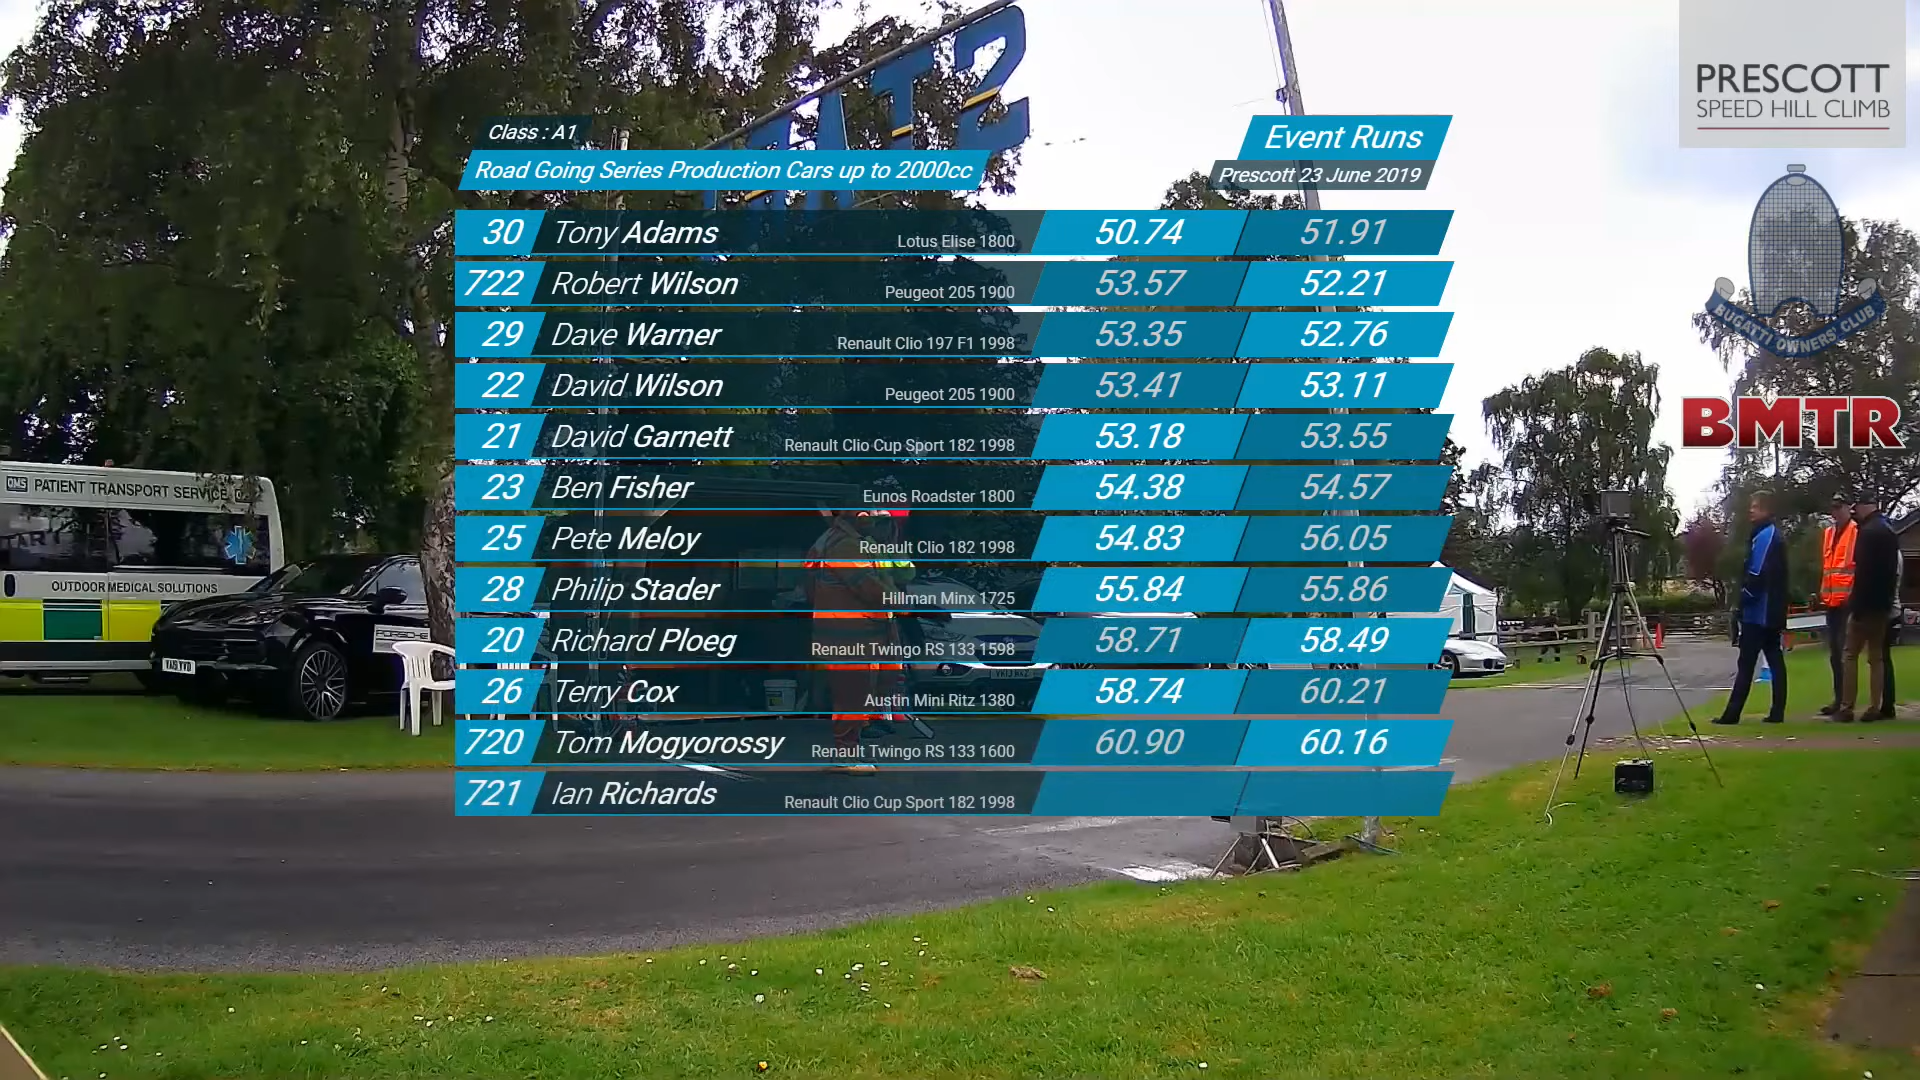 STA
PRESCOTT
SPEED HILL CLIMB
Class : A1
Event Runs
Road Going Series Production Cars up to 2000cc
Prescott 23 June 2019
30 Tony Adams Lotus Elise 1800 50.74 51.91
722 Robert Wilson Peugeot 205 1900 53.57 52.21
29 Dave Warner Renault Clio 197 F1 1998 53.35 52.76
22 David Wilson Peugeot 205 1900 53.41 53.11
21 David Garnett Renault Clio Cup Sport 182 1998 53.18 53.55
23 Ben Fisher Eunos Roadster 1800 54.38 54.57
25 Pete Meloy Renault Clio 182 1998 54.83 56.05
28 Philip Stader Hillman Minx 1725 55.84 55.86
20 Richard Ploeg Renault Twingo RS 133 1598 58.71 58.49
26 Terry Cox Austin Mini Ritz 1380 58.74 60.21
720 Tom Mogyorossy Renault Twingo RS 133 1600 60.90 60.16
721 Ian Richards Renault Clio Cup Sport 182 1998
BUGATTI OWNERS' CLUB
BMTR
OMS PATIENT TRANSPORT SERVICE
OUTDOOR MEDICAL SOLUTIONS
PORSCHE